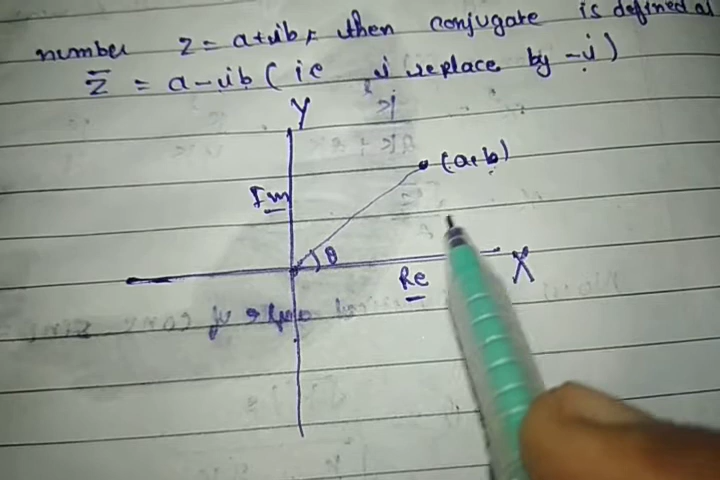 number z = a+ib, then conjugate is defined as
z̄ = a-ib (ie i replace by -i)
Y
(a,b)
Im
θ
Re
X